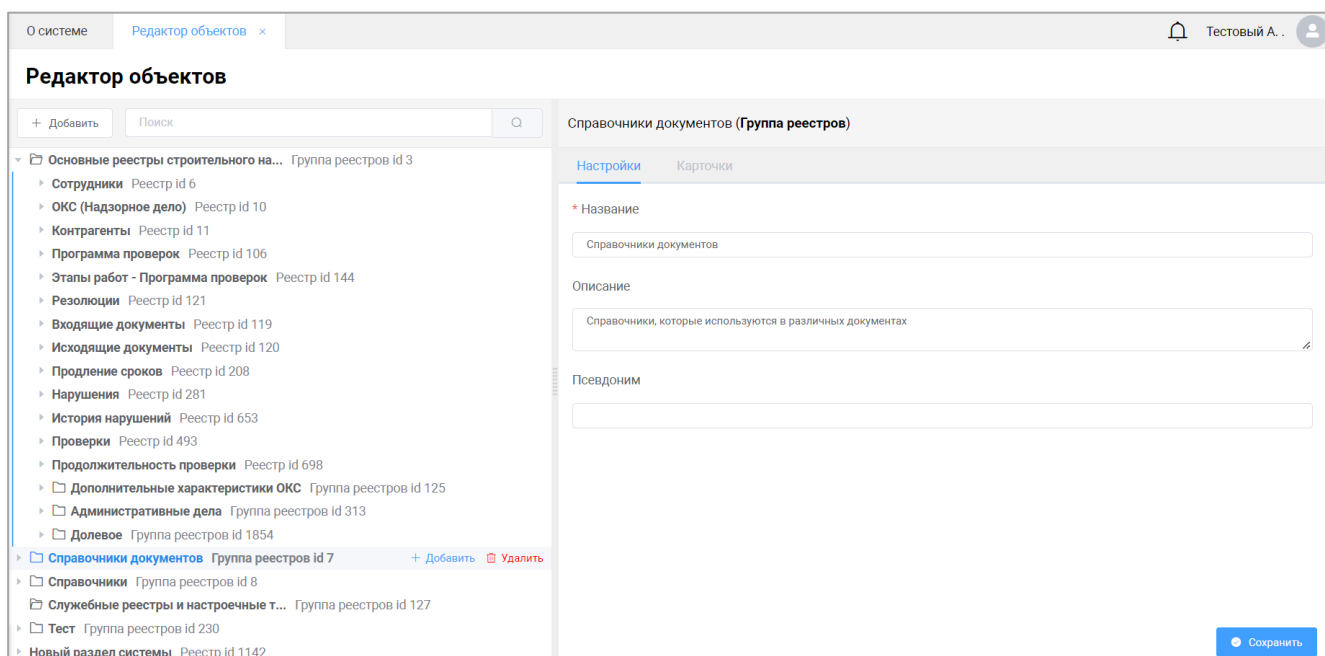 О системе
Редактор объектов ×
Тестовый А. .
Редактор объектов
+ Добавить
Поиск
Справочники документов (Группа реестров)
Основные реестры строительного на... Группа реестров id 3
Сотрудники Реестр id 6
ОКС (Надзорное дело) Реестр id 10
Контрагенты Реестр id 11
Программа проверок Реестр id 106
Этапы работ - Программа проверок Реестр id 144
Резолюции Реестр id 121
Входящие документы Реестр id 119
Исходящие документы Реестр id 120
Продление сроков Реестр id 208
Нарушения Реестр id 281
История нарушений Реестр id 653
Проверки Реестр id 493
Продолжительность проверки Реестр id 698
Дополнительные характеристики ОКС Группа реестров id 125
Административные дела Группа реестров id 313
Долевое Группа реестров id 1854
Справочники документов Группа реестров id 7 + Добавить Удалить
Справочники Группа реестров id 8
Служебные реестры и настроечные т... Группа реестров id 127
Тест Группа реестров id 230
Новый раздел системы Реестр id 1142
Настройки
Карточки
* Название
Справочники документов
Описание
Справочники, которые используются в различных документах
Псевдоним
Сохранить